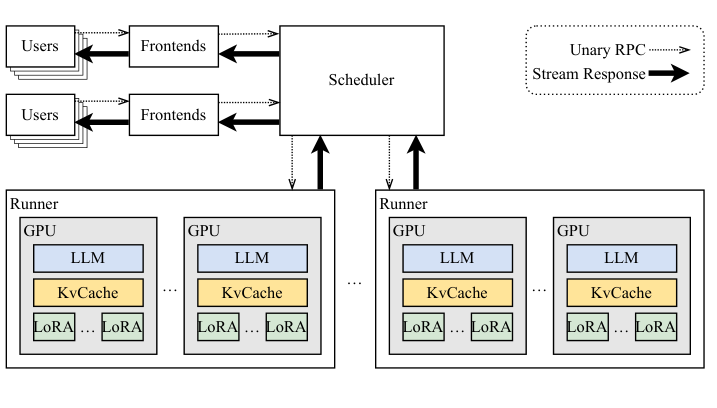 Users
Frontends
Scheduler
Unary RPC
Stream Response
Users
Frontends
Runner
GPU
LLM
KvCache
LoRA … LoRA
…
GPU
LLM
KvCache
LoRA … LoRA
…
Runner
GPU
LLM
KvCache
LoRA … LoRA
…
GPU
LLM
KvCache
LoRA … LoRA